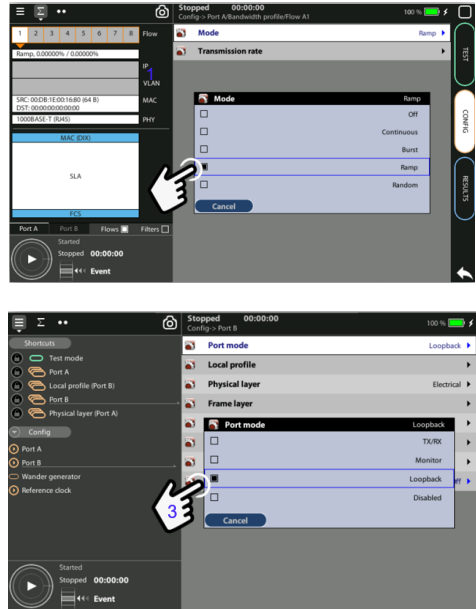 Stopped 00:00:00
Config-> Port A/Bandwidth profile/Flow A1
100 %
1 2 3 4 5 6 7 8 Flow
Ramp, 0.00000% / 0.00000%
IP
1
VLAN
SRC: 00:DB:1E:00:16:80 (64 B)
DST: 00:00:00:00:00:00
MAC
1000BASE-T (RJ45)
PHY
MAC (DIX)
SLA
FCS
Port A Port B Flows Filters
Started
Stopped 00:00:00
Event
Mode Ramp
Transmission rate
Mode Ramp
Off
Continuous
Burst
Ramp
Random
Cancel
TEST
CONFIG
RESULTS
Stopped 00:00:00
Config-> Port B
100 %
Shortcuts
Test mode
Port A
Local profile (Port B)
Port B
Physical layer (Port A)
Config
Port A
Port B
Wander generator
Reference clock
Started
Stopped 00:00:00
Event
Port mode Loopback
Local profile
Physical layer Electrical
Frame layer
Port mode Loopback
TX/RX
Monitor
Loopback
Disabled
Cancel
3